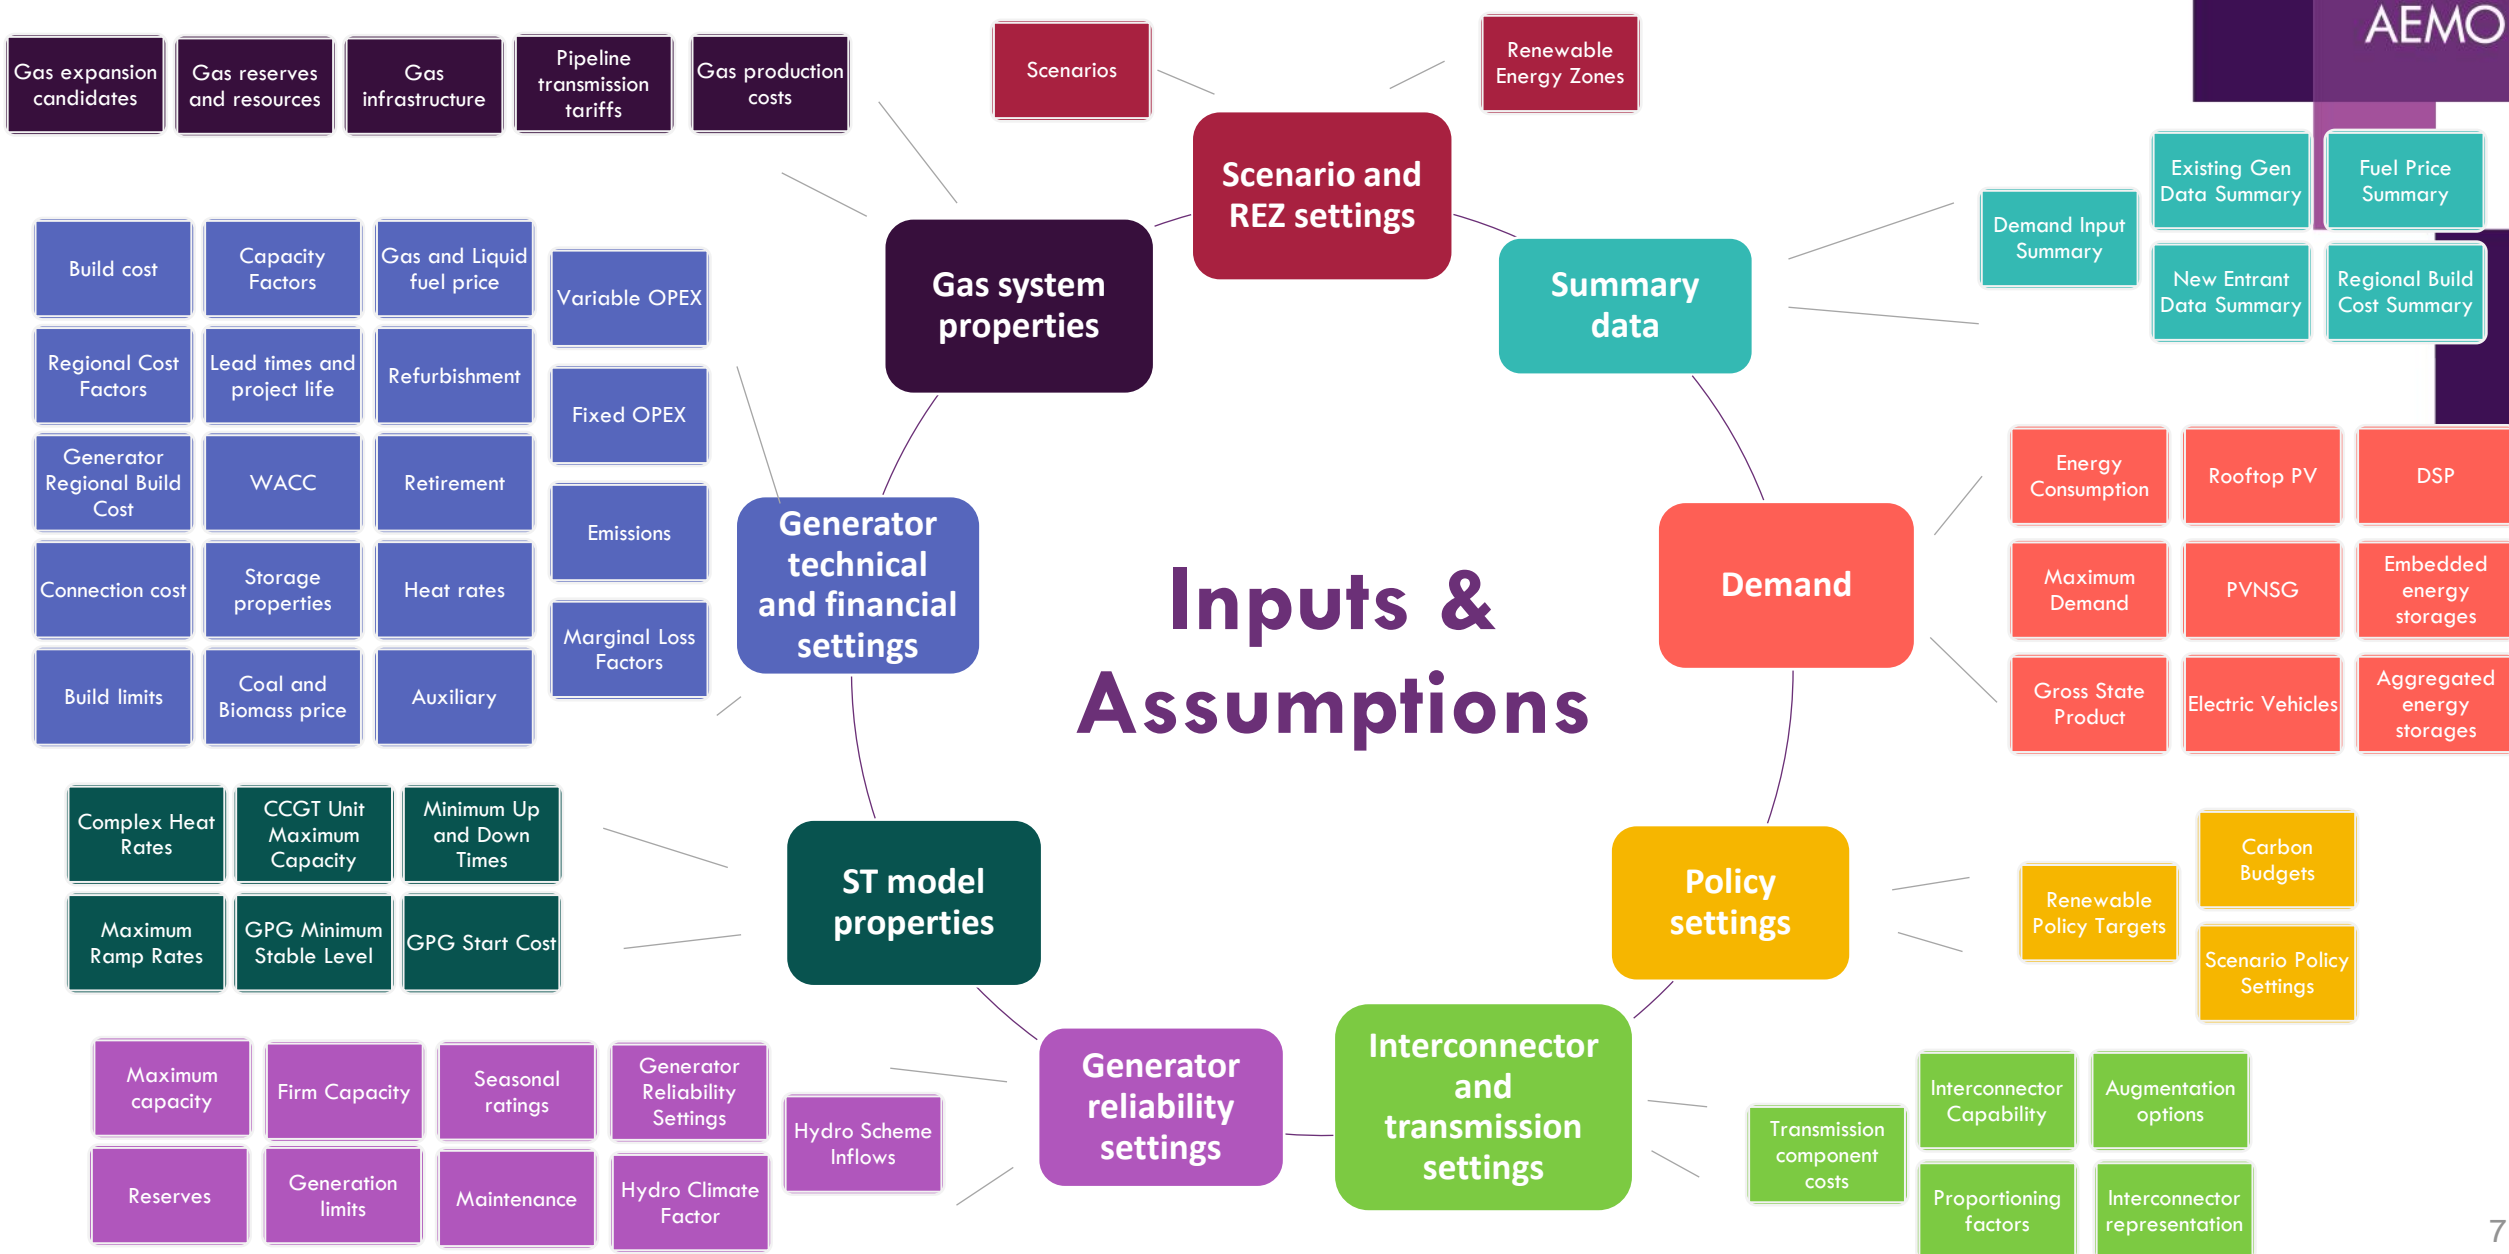 AEMO
Gas expansion
candidates
Gas reserves
and resources
Gas
infrastructure
Pipeline
transmission
tariffs
Gas production
costs
Scenarios
Renewable
Energy Zones
Scenario and
REZ settings
Gas system
properties
Summary
data
Demand Input
Summary
Existing Gen
Data Summary
Fuel Price
Summary
New Entrant
Data Summary
Regional Build
Cost Summary
Build cost
Capacity
Factors
Gas and Liquid
fuel price
Variable OPEX
Regional Cost
Factors
Lead times and
project life
Refurbishment
Fixed OPEX
Generator
Regional Build
Cost
WACC
Retirement
Emissions
Connection cost
Storage
properties
Heat rates
Marginal Loss
Factors
Build limits
Coal and
Biomass price
Auxiliary
Generator
technical
and financial
settings
Inputs &
Assumptions
Demand
Energy
Consumption
Rooftop PV
DSP
Maximum
Demand
PVNSG
Embedded
energy
storages
Gross State
Product
Electric Vehicles
Aggregated
energy
storages
Complex Heat
Rates
CCGT Unit
Maximum
Capacity
Minimum Up
and Down
Times
Maximum
Ramp Rates
GPG Minimum
Stable Level
GPG Start Cost
ST model
properties
Policy
settings
Renewable
Policy Targets
Carbon
Budgets
Scenario Policy
Settings
Maximum
capacity
Firm Capacity
Seasonal
ratings
Generator
Reliability
Settings
Hydro Scheme
Inflows
Reserves
Generation
limits
Maintenance
Hydro Climate
Factor
Generator
reliability
settings
Interconnector
and
transmission
settings
Transmission
component
costs
Interconnector
Capability
Augmentation
options
Proportioning
factors
Interconnector
representation
7